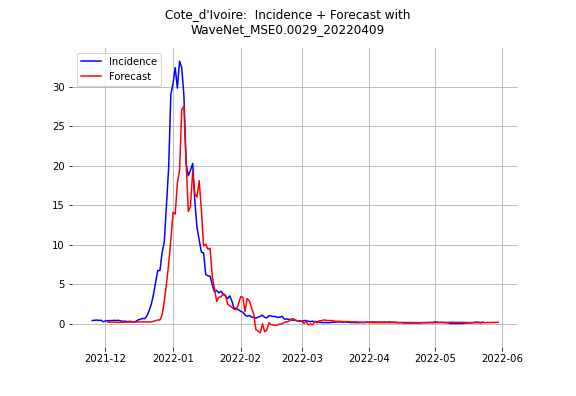 Cote_d'Ivoire:  Incidence + Forecast with
WaveNet_MSE0.0029_20220409
Incidence
Forecast
30
25
20
15
10
5
0
2021-12 2022-01 2022-02 2022-03 2022-04 2022-05 2022-06